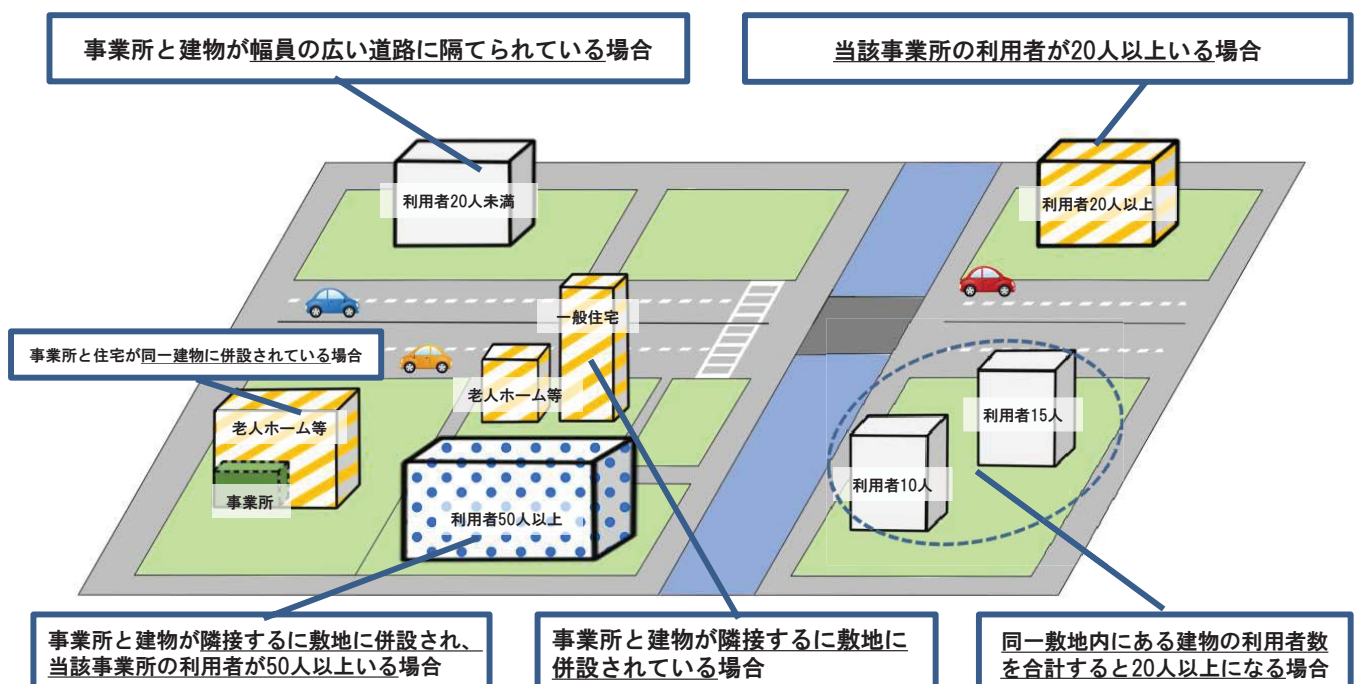 事業所と建物が幅員の広い道路に隔てられている場合
当該事業所の利用者が20人以上いる場合
利用者20人未満
利用者20人以上
一般住宅
事業所と住宅が同一建物に併設されている場合
老人ホーム等
利用者15人
老人ホーム等
利用者10人
事業所
利用者50人以上
事業所と建物が隣接するに敷地に併設され、
当該事業所の利用者が50人以上いる場合
事業所と建物が隣接するに敷地に
併設されている場合
同一敷地内にある建物の利用者数
を合計すると20人以上になる場合